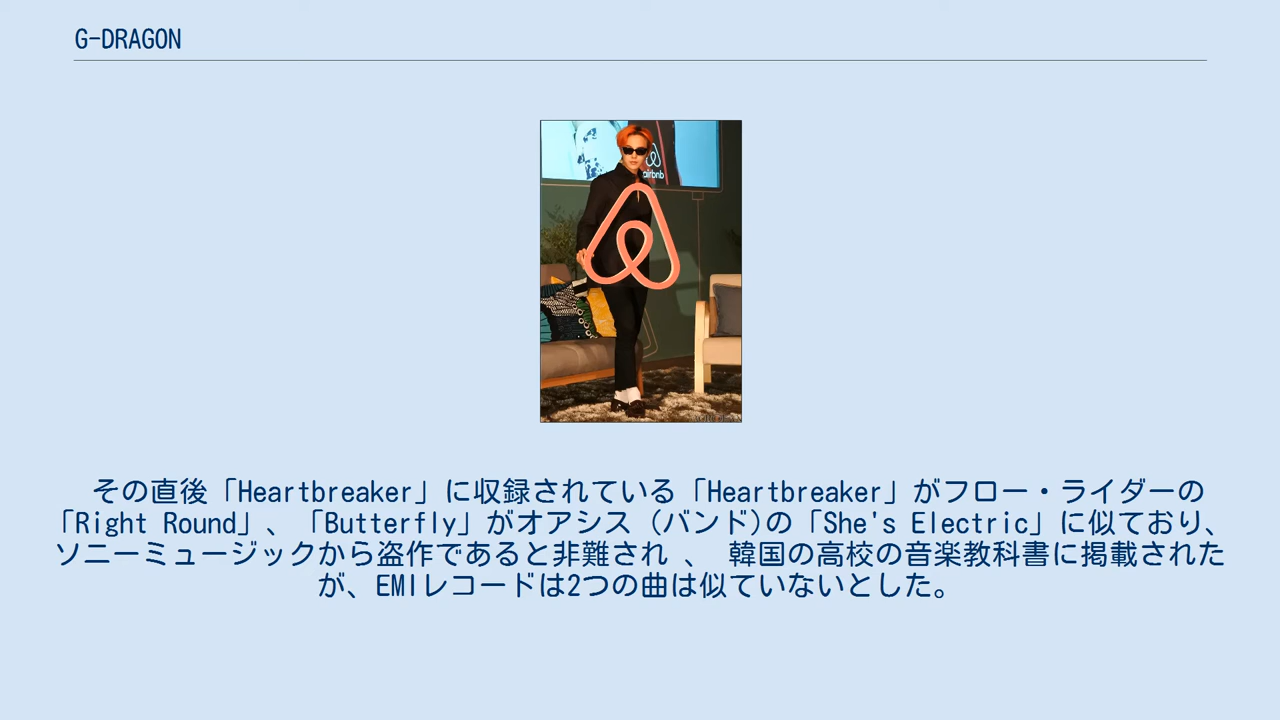 G-DRAGON
airbnb
その直後「Heartbreaker」に収録されている「Heartbreaker」がフロー・ライダーの
「Right Round」、「Butterfly」がオアシス (バンド)の「She's Electric」に似ており、
ソニーミュージックから盗作であると非難され 、 韓国の高校の音楽教科書に掲載された
が、EMIレコードは2つの曲は似ていないとした。